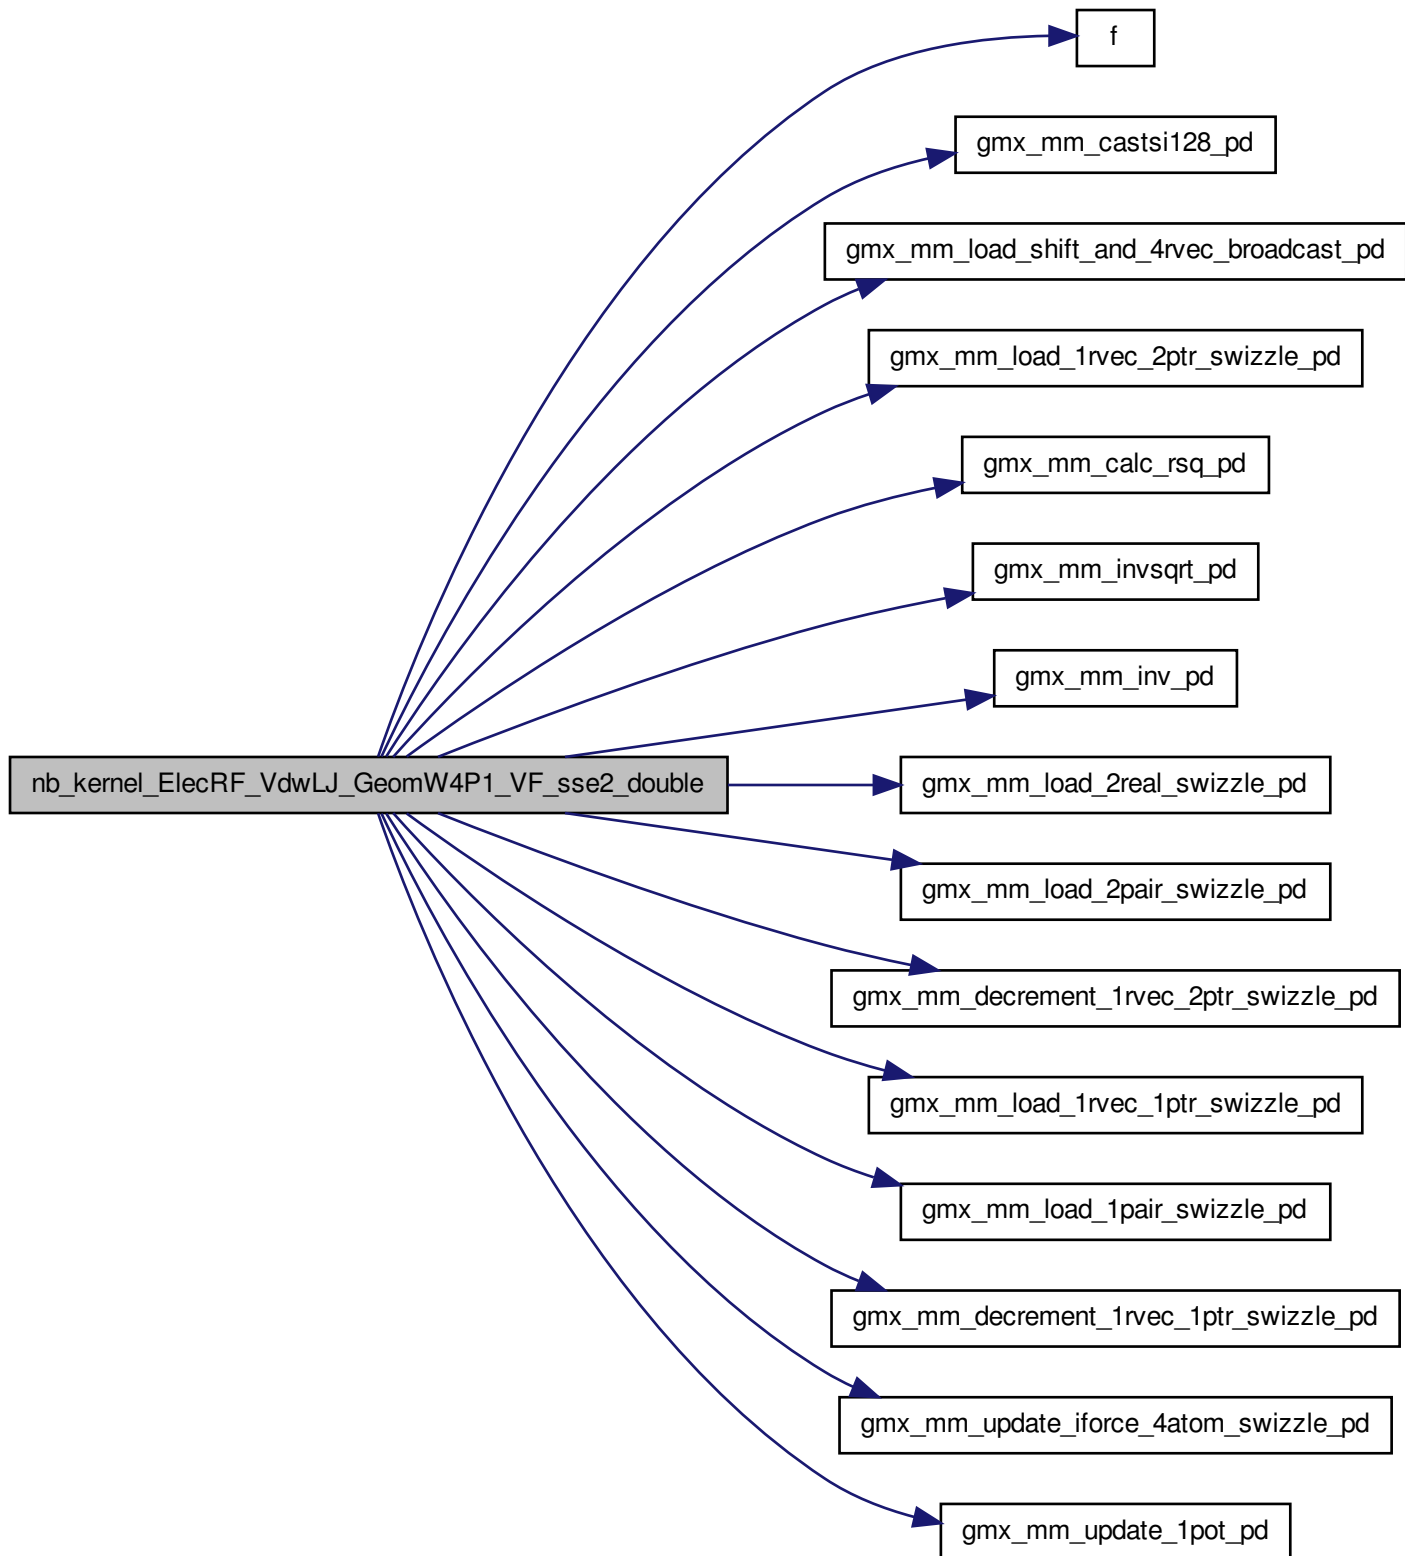 f
gmx_mm_castsi128_pd
gmx_mm_load_shift_and_4rvec_broadcast_pd
gmx_mm_load_1rvec_2ptr_swizzle_pd
gmx_mm_calc_rsq_pd
gmx_mm_invsqrt_pd
gmx_mm_inv_pd
nb_kernel_ElecRF_VdwLJ_GeomW4P1_VF_sse2_double
gmx_mm_load_2real_swizzle_pd
gmx_mm_load_2pair_swizzle_pd
gmx_mm_decrement_1rvec_2ptr_swizzle_pd
gmx_mm_load_1rvec_1ptr_swizzle_pd
gmx_mm_load_1pair_swizzle_pd
gmx_mm_decrement_1rvec_1ptr_swizzle_pd
gmx_mm_update_iforce_4atom_swizzle_pd
gmx_mm_update_1pot_pd